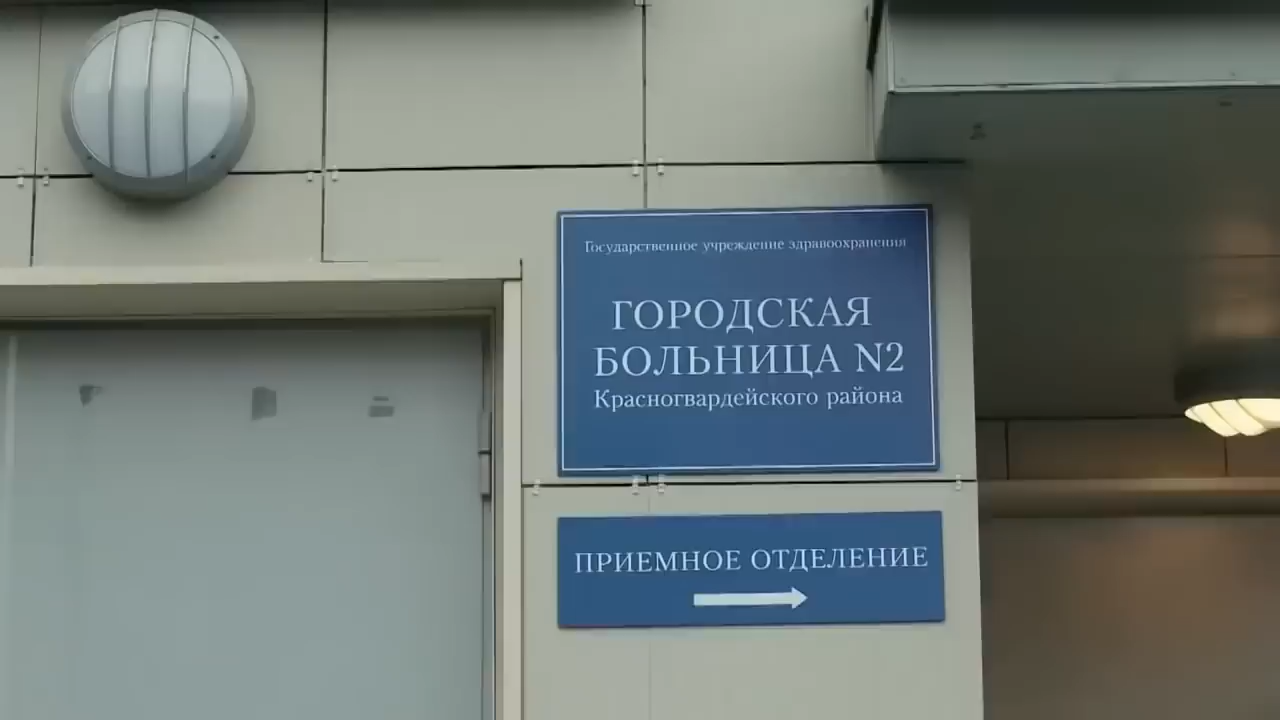 Государственное учреждение здравоохранения
ГОРОДСКАЯ
БОЛЬНИЦА N2
Красногвардейского района
ПРИЕМНОЕ ОТДЕЛЕНИЕ